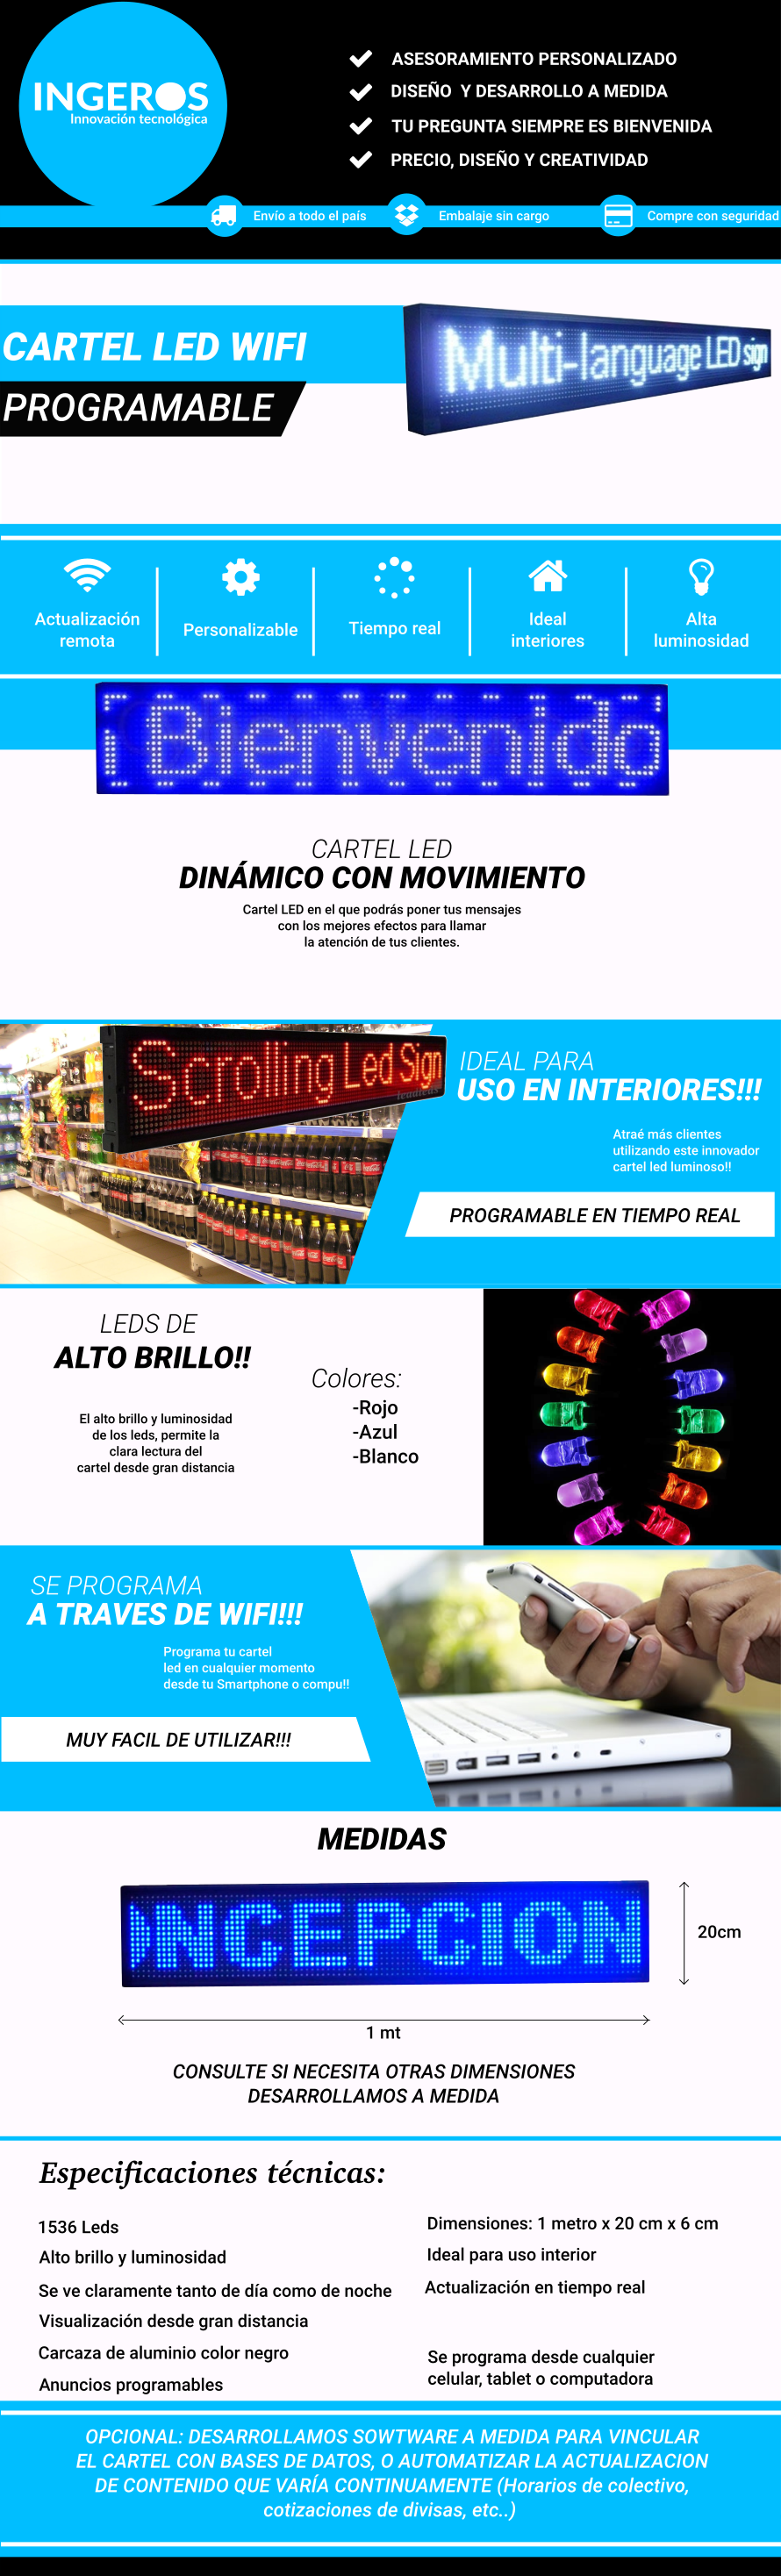 INGEROS
Innovación tecnológica
ASESORAMIENTO PERSONALIZADO
DISEÑO Y DESARROLLO A MEDIDA
TU PREGUNTA SIEMPRE ES BIENVENIDA
PRECIO, DISEÑO Y CREATIVIDAD
Envío a todo el país
Embalaje sin cargo
Compre con seguridad
CARTEL LED WIFI
PROGRAMABLE
Multi-language LED sign
Actualización
remota
Personalizable
Tiempo real
Ideal
interiores
Alta
luminosidad
¡Bienvenido
CARTEL LED
DINÁMICO CON MOVIMIENTO
Cartel LED en el que podrás poner tus mensajes
con los mejores efectos para llamar
la atención de tus clientes.
Scrolling Led Sign
IDEAL PARA
USO EN INTERIORES!!!
Atraé más clientes
utilizando este innovador
cartel led luminoso!!
PROGRAMABLE EN TIEMPO REAL
LEDS DE
ALTO BRILLO!!
El alto brillo y luminosidad
de los leds, permite la
clara lectura del
cartel desde gran distancia
Colores:
-Rojo
-Azul
-Blanco
SE PROGRAMA
A TRAVES DE WIFI!!!
Programa tu cartel
led en cualquier momento
desde tu Smartphone o compu!!
MUY FACIL DE UTILIZAR!!!
MEDIDAS
ONCEPCION
20cm
1 mt
CONSULTE SI NECESITA OTRAS DIMENSIONES
DESARROLLAMOS A MEDIDA
Especificaciones técnicas:
1536 Leds
Alto brillo y luminosidad
Se ve claramente tanto de día como de noche
Visualización desde gran distancia
Carcaza de aluminio color negro
Anuncios programables
Dimensiones: 1 metro x 20 cm x 6 cm
Ideal para uso interior
Actualización en tiempo real
Se programa desde cualquier
celular, tablet o computadora
OPCIONAL: DESARROLLAMOS SOWTWARE A MEDIDA PARA VINCULAR
EL CARTEL CON BASES DE DATOS, O AUTOMATIZAR LA ACTUALIZACION
DE CONTENIDO QUE VARÍA CONTINUAMENTE (Horarios de colectivo,
cotizaciones de divisas, etc..)